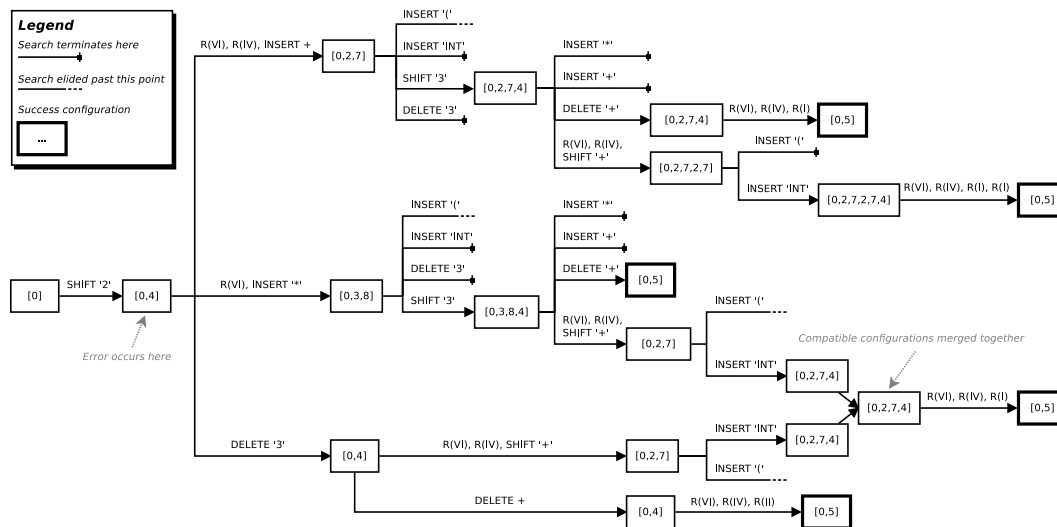 Legend
Search terminates here
Search elided past this point
Success configuration
...
INSERT '('
R(VI), R(IV), INSERT +
[0,2,7]
INSERT 'INT'
SHIFT '3'
DELETE '3'
[0,2,7,4]
INSERT '*'
INSERT '+'
DELETE '+'
[0,2,7,4]
R(VI), R(IV), R(I)
[0,5]
R(VI), R(IV),
SHIFT '+'
[0,2,7,2,7]
INSERT '('
INSERT 'INT'
[0,2,7,2,7,4]
R(VI), R(IV), R(I), R(I)
[0,5]
[0]
SHIFT '2'
[0,4]
Error occurs here
R(VI), INSERT '*'
[0,3,8]
INSERT '('
INSERT 'INT'
DELETE '3'
SHIFT '3'
[0,3,8,4]
INSERT '*'
INSERT '+'
DELETE '+'
[0,5]
R(VI), R(IV),
SHIFT '+'
[0,2,7]
INSERT '('
INSERT 'INT'
[0,2,7,4]
Compatible configurations merged together
[0,2,7,4]
R(VI), R(IV), R(I)
[0,5]
DELETE '3'
[0,4]
R(VI), R(IV), SHIFT '+'
[0,2,7]
INSERT 'INT'
[0,2,7,4]
INSERT '('
DELETE +
[0,4]
R(VI), R(IV), R(II)
[0,5]